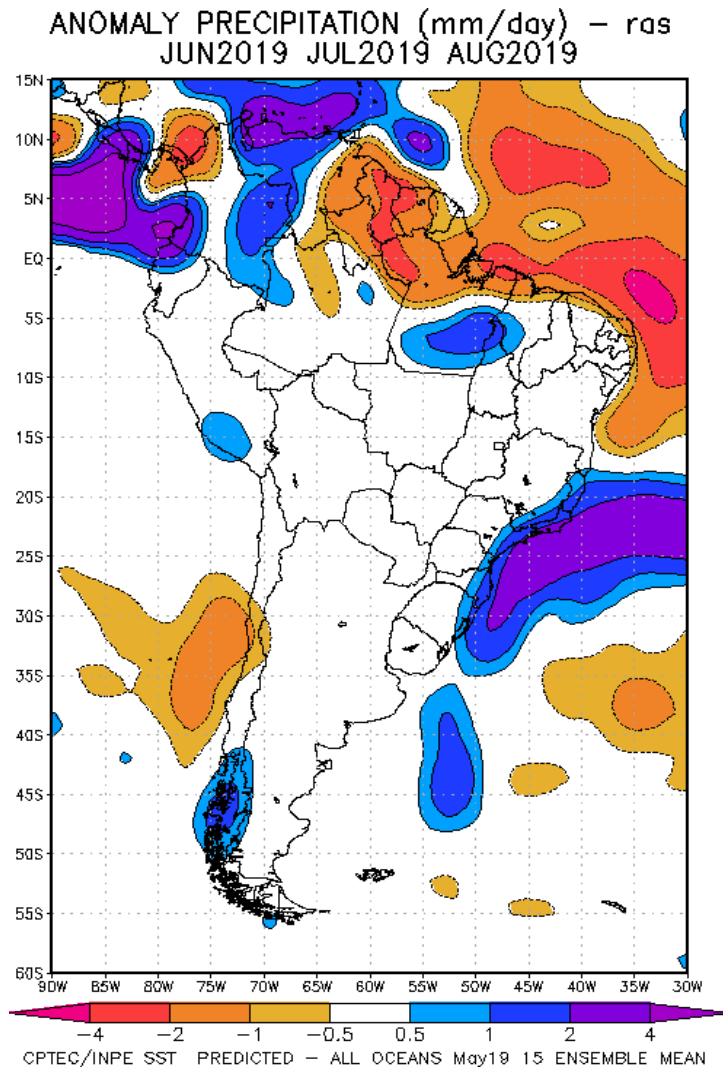 ANOMALY PRECIPITATION (mm/day) – ras
JUN2019 JUL2019 AUG2019
15N
10N
5N
EQ
5S
10S
15S
20S
25S
30S
35S
40S
45S
50S
55S
60S
90W 85W 80W 75W 70W 65W 60W 55W 50W 45W 40W 35W 30W
−4 −2 −1 −0.5 0.5 1 2 4
CPTEC/INPE SST PREDICTED – ALL OCEANS May19 15 ENSEMBLE MEAN